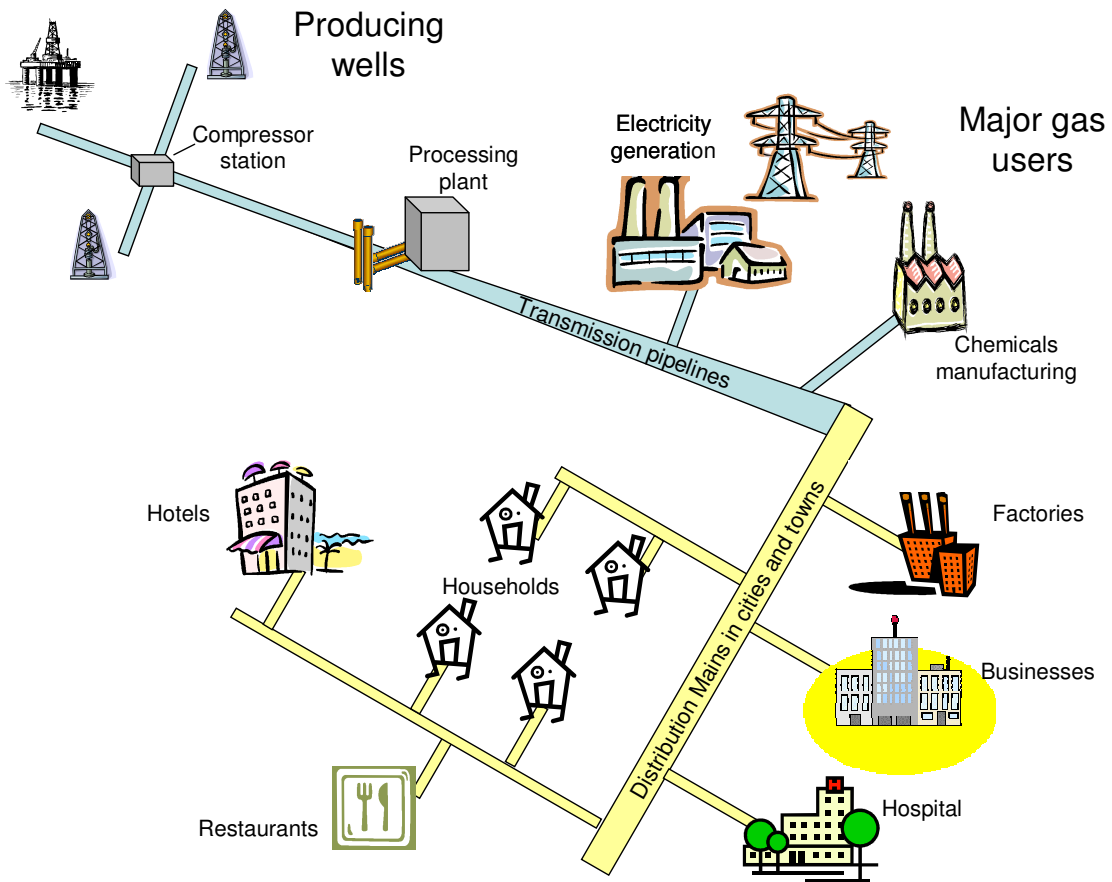 Producing
wells
Compressor
station
Processing
plant
Electricity
generation
Major gas
users
Transmission pipelines
Chemicals
manufacturing
Distribution Mains in cities and towns
Hotels
Households
Factories
Businesses
H
Hospital
Restaurants